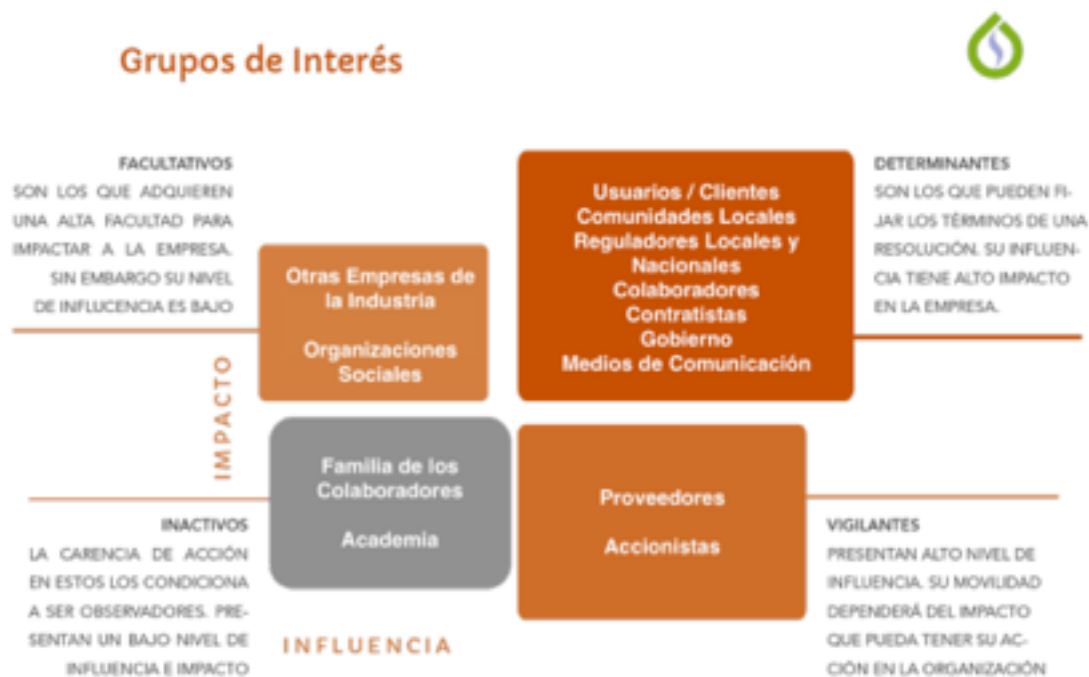 Grupos de Interés
FACULTATIVOS
SON LOS QUE ADQUIEREN
UNA ALTA FACULTAD PARA
IMPACTAR A LA EMPRESA.
SIN EMBARGO SU NIVEL
DE INFLUCENCIA ES BAJO
Otras Empresas de
la Industria
Organizaciones
Sociales
Usuarios / Clientes
Comunidades Locales
Reguladores Locales y
Nacionales
Colaboradores
Contratistas
Gobierno
Medios de Comunicación
DETERMINANTES
SON LOS QUE PUEDEN FI-
JAR LOS TÉRMINOS DE UNA
RESOLUCIÓN. SU INFLUEN-
CIA TIENE ALTO IMPACTO
EN LA EMPRESA.
IMPACTO
INACTIVOS
LA CARENCIA DE ACCIÓN
EN ESTOS LOS CONDICIONA
A SER OBSERVADORES. PRE-
SENTAN UN BAJO NIVEL DE
INFLUENCIA E IMPACTO
Familia de los
Colaboradores
Academia
Proveedores
Accionistas
VIGILANTES
PRESENTAN ALTO NIVEL DE
INFLUENCIA. SU MOVILIDAD
DEPENDERÁ DEL IMPACTO
QUE PUEDA TENER SU AC-
CIÓN EN LA ORGANIZACIÓN
INFLUENCIA